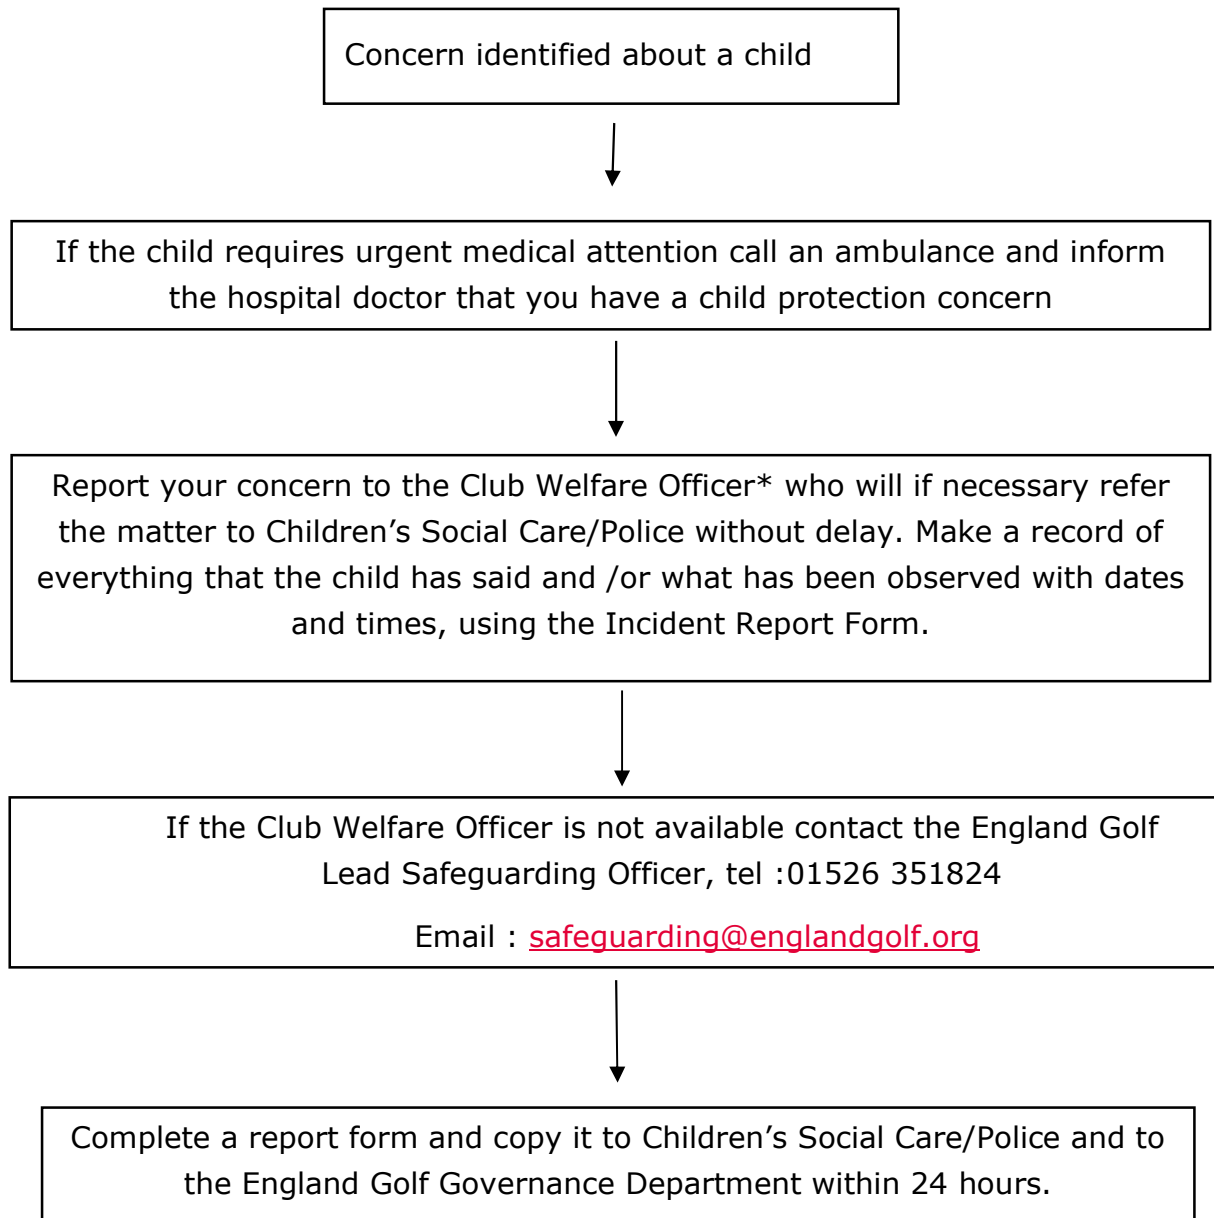 Concern identified about a child
If the child requires urgent medical attention call an ambulance and inform
the hospital doctor that you have a child protection concern
Report your concern to the Club Welfare Officer* who will if necessary refer
the matter to Children’s Social Care/Police without delay. Make a record of
everything that the child has said and /or what has been observed with dates
and times, using the Incident Report Form.
If the Club Welfare Officer is not available contact the England Golf
Lead Safeguarding Officer, tel :01526 351824
Email : safeguarding@englandgolf.org
Complete a report form and copy it to Children’s Social Care/Police and to
the England Golf Governance Department within 24 hours.